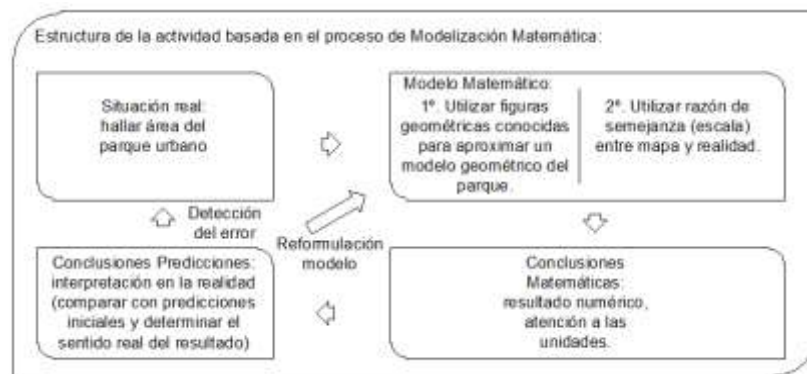 Estructura de la actividad basada en el proceso de Modelización Matemática:
Situación real:
hallar área del
parque urbano
Modelo Matemático:
1º. Utilizar figuras
geométricas conocidas
para aproximar un
modelo geométrico del
parque.
2º. Utilizar razón de
semejanza (escala)
entre mapa y realidad.
Detección
del error
Reformulación
modelo
Conclusiones Predicciones:
interpretación en la realidad
(comparar con predicciones
iniciales y determinar el
sentido real del resultado)
Conclusiones
Matemáticas:
resultado numérico,
atención a las
unidades.